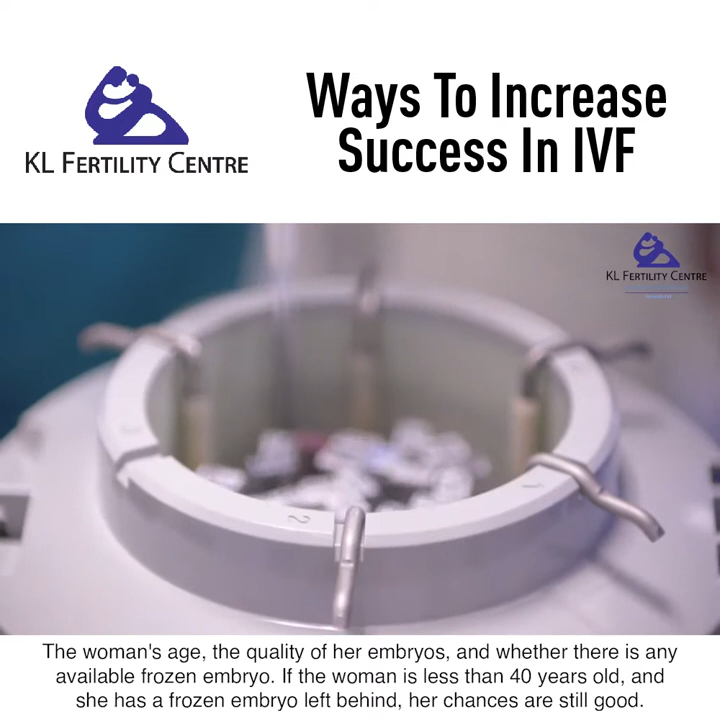 KL FERTILITY CENTRE
Ways To Increase
Success In IVF
KL FERTILITY CENTRE
2
1
The woman's age, the quality of her embryos, and whether there is any
available frozen embryo. If the woman is less than 40 years old, and
she has a frozen embryo left behind, her chances are still good.